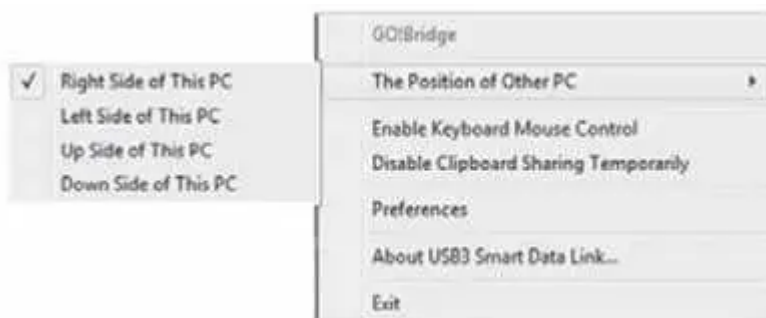 GO!Bridge
The Position of Other PC
Right Side of This PC
Left Side of This PC
Up Side of This PC
Down Side of This PC
Enable Keyboard Mouse Control
Disable Clipboard Sharing Temporarily
Preferences
About USB3 Smart Data Link...
Exit